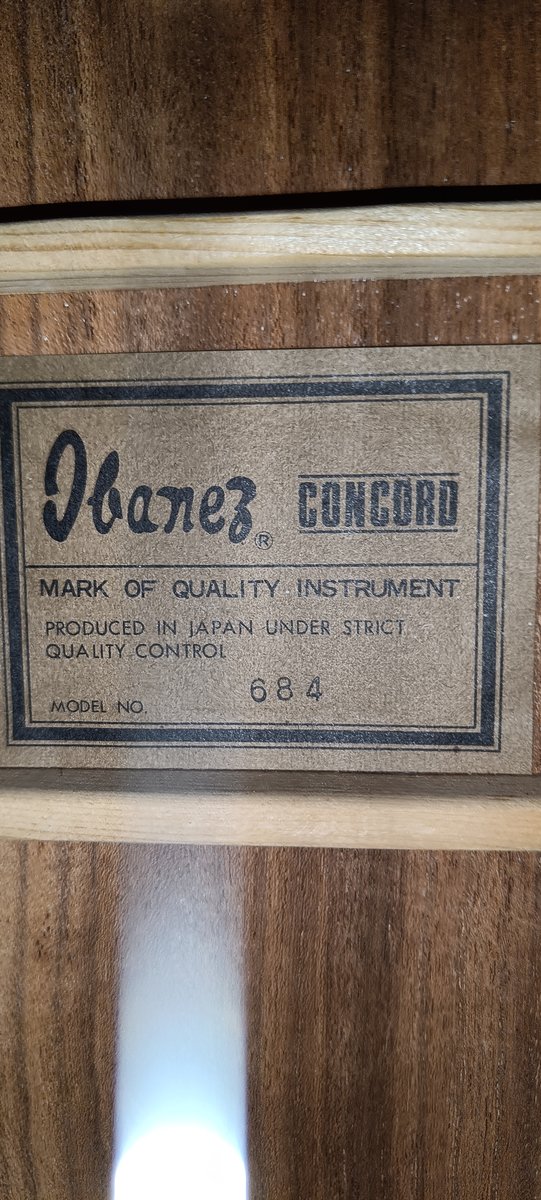 Ibanez® CONCORD
MARK OF QUALITY INSTRUMENT
PRODUCED IN JAPAN UNDER STRICT
QUALITY CONTROL
MODEL NO. 684